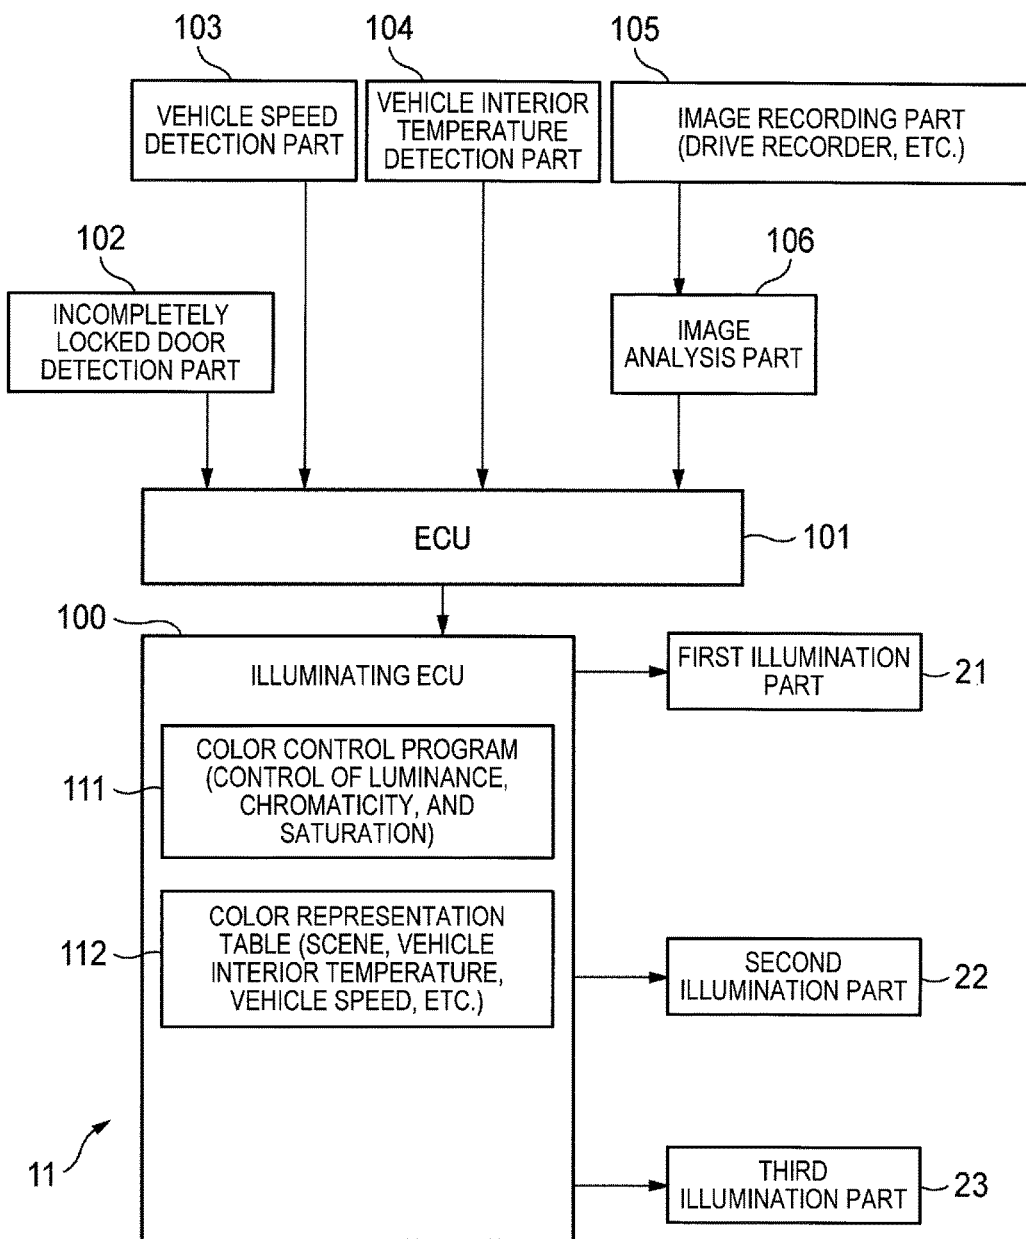 103
104
105
VEHICLE SPEED
DETECTION PART
VEHICLE INTERIOR
TEMPERATURE
DETECTION PART
IMAGE RECORDING PART
(DRIVE RECORDER, ETC.)
102
106
INCOMPLETELY
LOCKED DOOR
DETECTION PART
IMAGE
ANALYSIS PART
ECU
101
100
ILLUMINATING ECU
FIRST ILLUMINATION
PART
21
111
COLOR CONTROL PROGRAM
(CONTROL OF LUMINANCE,
CHROMATICITY, AND
SATURATION)
112
COLOR REPRESENTATION
TABLE (SCENE, VEHICLE
INTERIOR TEMPERATURE,
VEHICLE SPEED, ETC.)
SECOND
ILLUMINATION PART
22
11
THIRD
ILLUMINATION PART
23